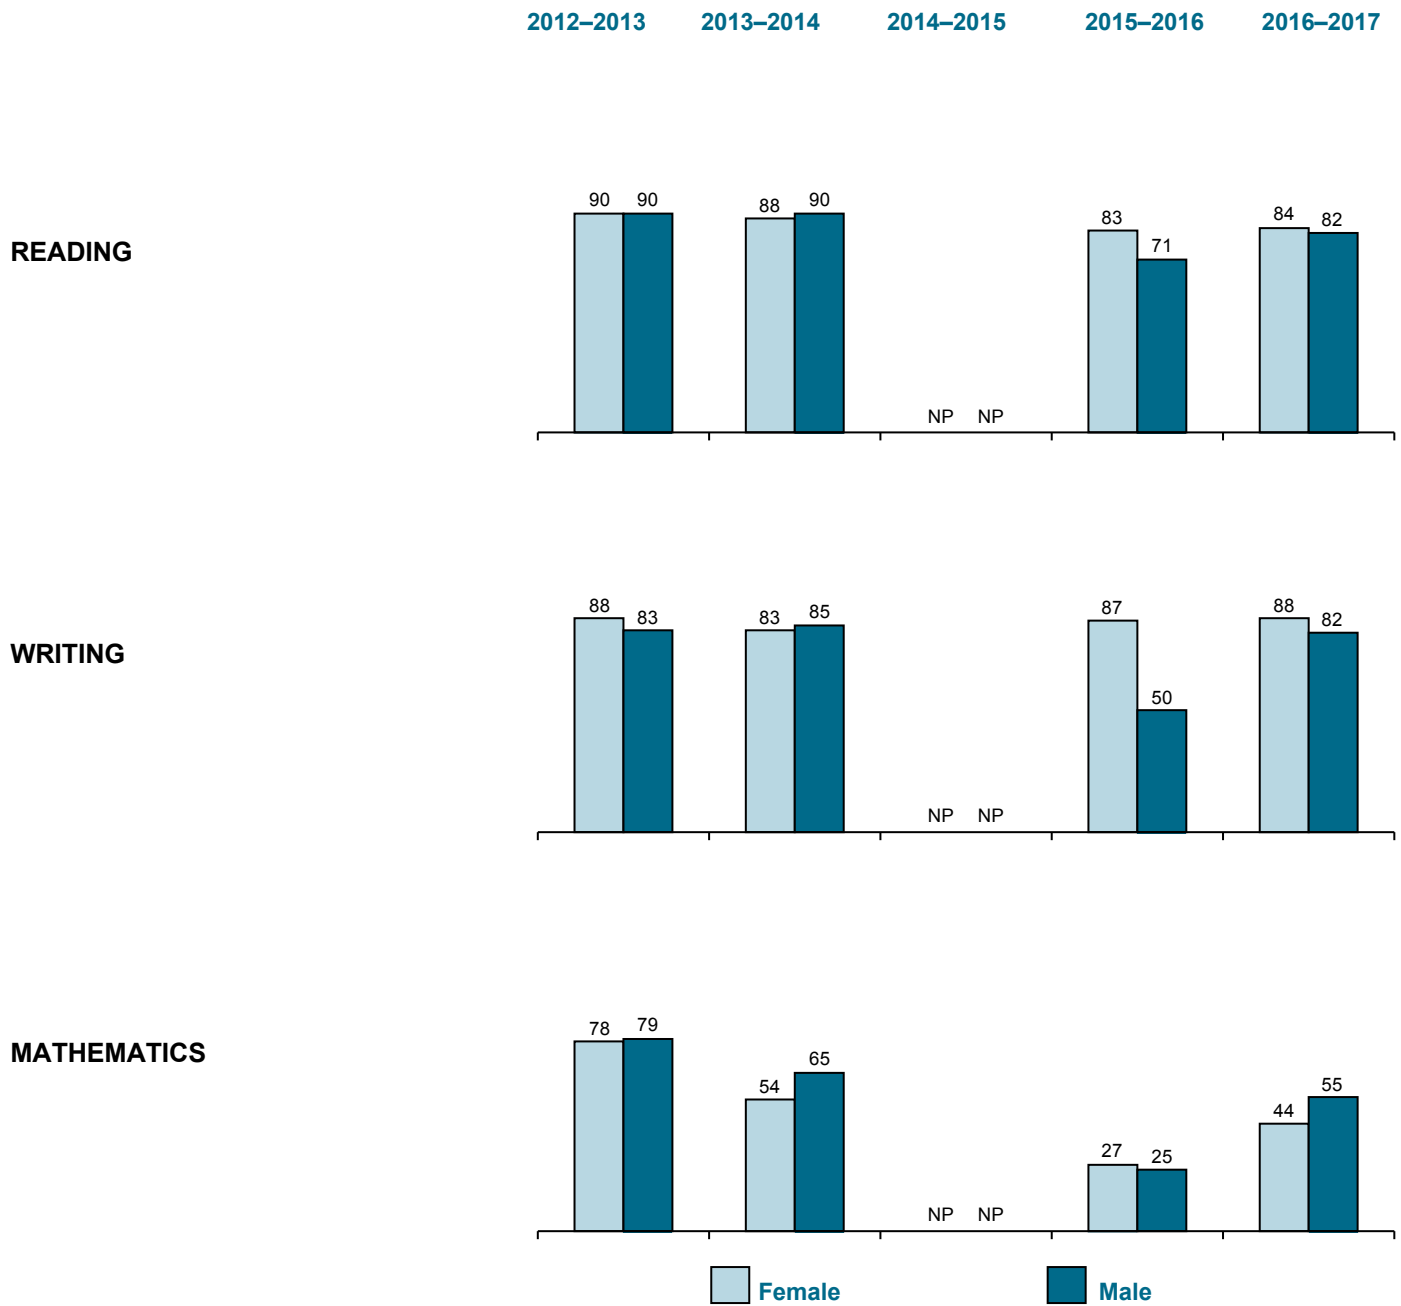 2012–2013 2013–2014 2014–2015 2015–2016 2016–2017
READING
90 90 88 90 NP NP 83 71 84 82
WRITING
88 83 83 85 NP NP 87 50 88 82
MATHEMATICS
78 79 54 65 NP NP 27 25 44 55
Female Male